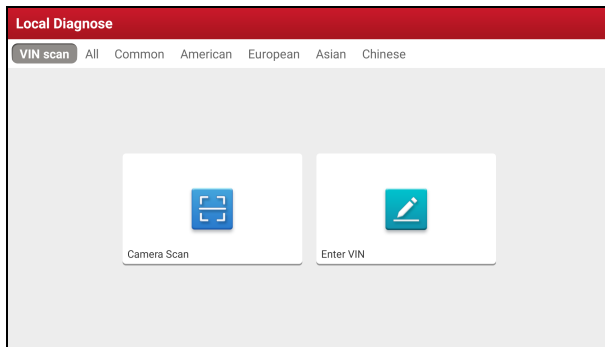 Local Diagnose
VIN scan All Common American European Asian Chinese
Camera Scan Enter VIN